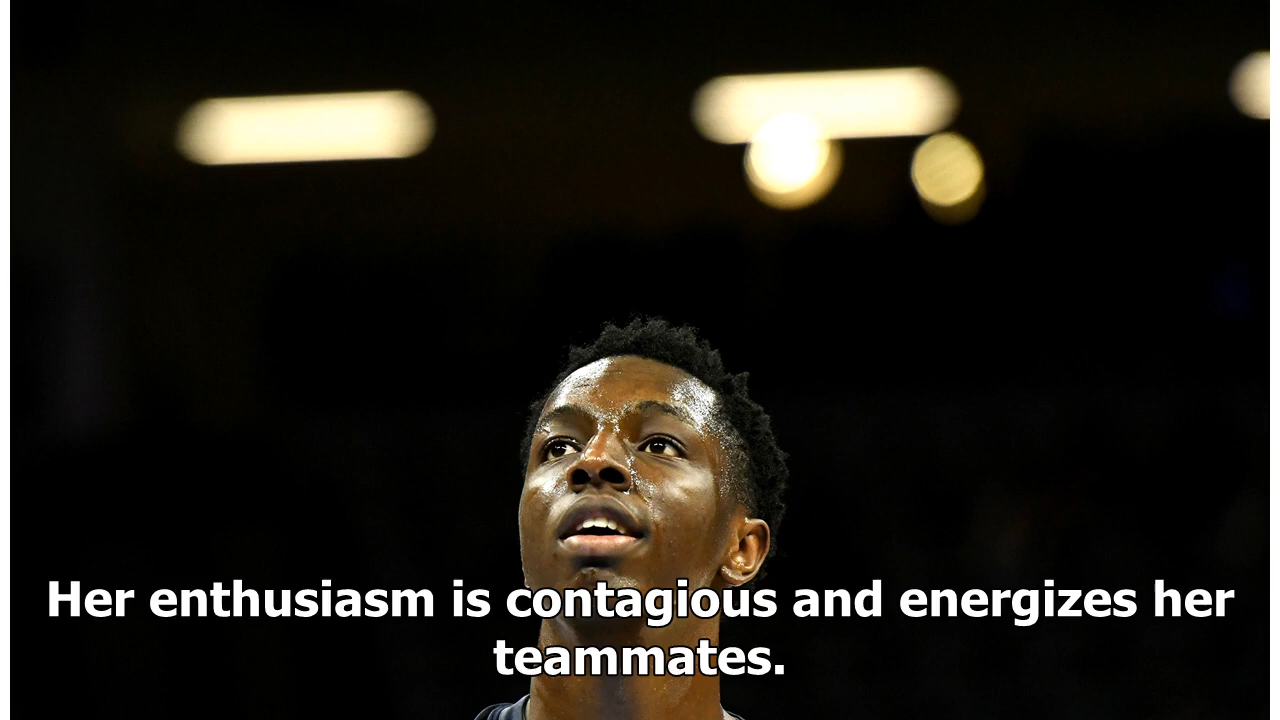 Her enthusiasm is contagious and energizes her
teammates.